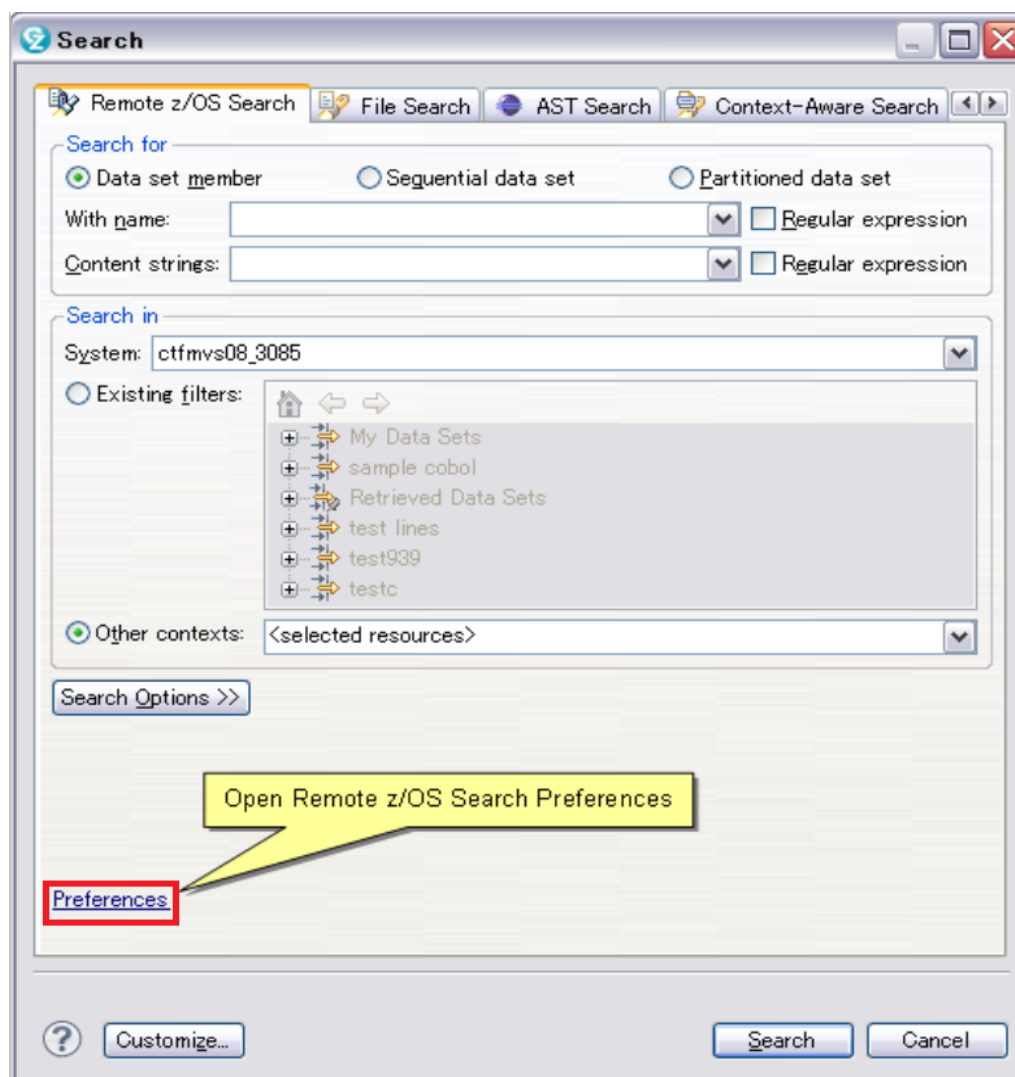 Search
Remote z/OS Search File Search AST Search Context-Aware Search
Search for
Data set member Sequential data set Partitioned data set
With name: Regular expression
Content strings: Regular expression
Search in
System: ctfmvs08_3085
Existing filters:
My Data Sets
sample cobol
Retrieved Data Sets
test lines
test939
testc
Other contexts: <selected resources>
Search Options >>
Open Remote z/OS Search Preferences
Preferences
? Customize... Search Cancel